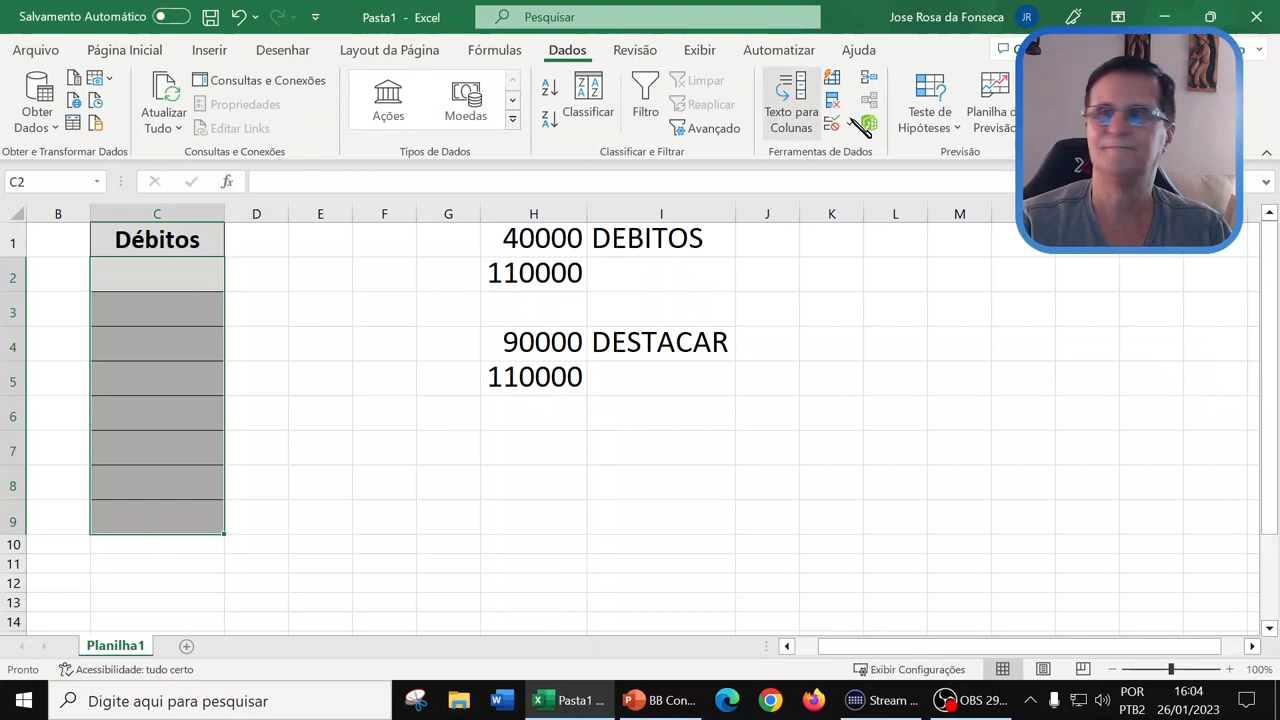 Salvamento Automático
Pasta1 - Excel
Pesquisar
Jose Rosa da Fonseca
JR
Arquivo
Página Inicial
Inserir
Desenhar
Layout da Página
Fórmulas
Dados
Revisão
Exibir
Automatizar
Ajuda
Obter
Dados
Atualizar
Tudo
Consultas e Conexões
Propriedades
Editar Links
Ações
Moedas
Classificar
Filtro
Limpar
Reaplicar
Avançado
Texto para
Colunas
Teste de
Hipóteses
Planilha d
Previsão
Obter e Transformar Dados
Consultas e Conexões
Tipos de Dados
Classificar e Filtrar
Ferramentas de Dados
Previsão
C2
fx
B C D E F G H I J K L M
1 Débitos 40000 DEBITOS
2 110000
3
4 90000 DESTACAR
5 110000
6
7
8
9
10
11
12
13
14
Planilha1
Pronto
Acessibilidade: tudo certo
Exibir Configurações
100%
Digite aqui para pesquisar
Pasta1 ...
BB Con...
Stream ...
OBS 29...
POR
PTB2
16:04
26/01/2023